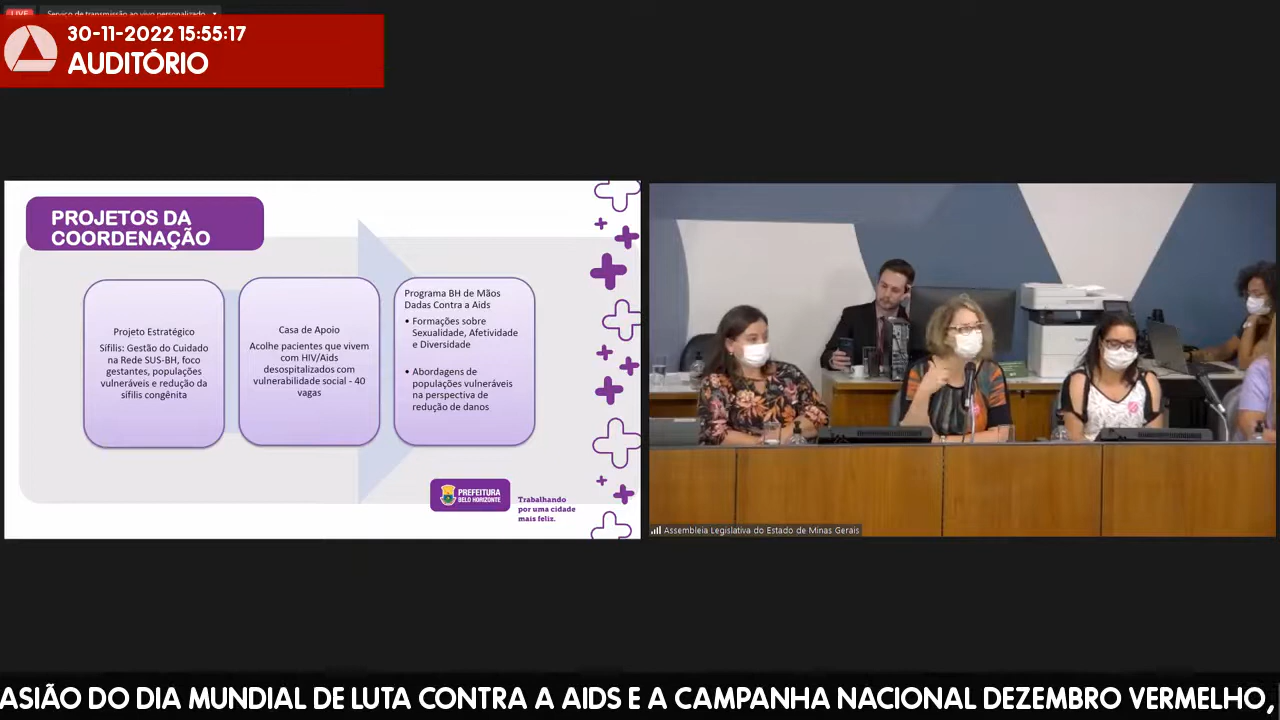 LIVE
Serviço de transmissão ao vivo personalizado
30-11-2022 15:55:17
AUDITÓRIO
PROJETOS DA
COORDENAÇÃO
Projeto Estratégico
Sífilis: Gestão do Cuidado
na Rede SUS-BH, foco
gestantes, populações
vulneráveis e redução da
sífilis congênita
Casa de Apoio
Acolhe pacientes que vivem
com HIV/Aids
desospitalizados com
vulnerabilidade social - 40
vagas
Programa BH de Mãos
Dadas Contra a Aids
• Formações sobre
Sexualidade, Afetividade
e Diversidade
• Abordagens de
populações vulneráveis
na perspectiva de
redução de danos
PREFEITURA
BELO HORIZONTE
Trabalhando
por uma cidade
mais feliz.
Assembleia Legislativa do Estado de Minas Gerais
ASIÃO DO DIA MUNDIAL DE LUTA CONTRA A AIDS E A CAMPANHA NACIONAL DEZEMBRO VERMELHO,